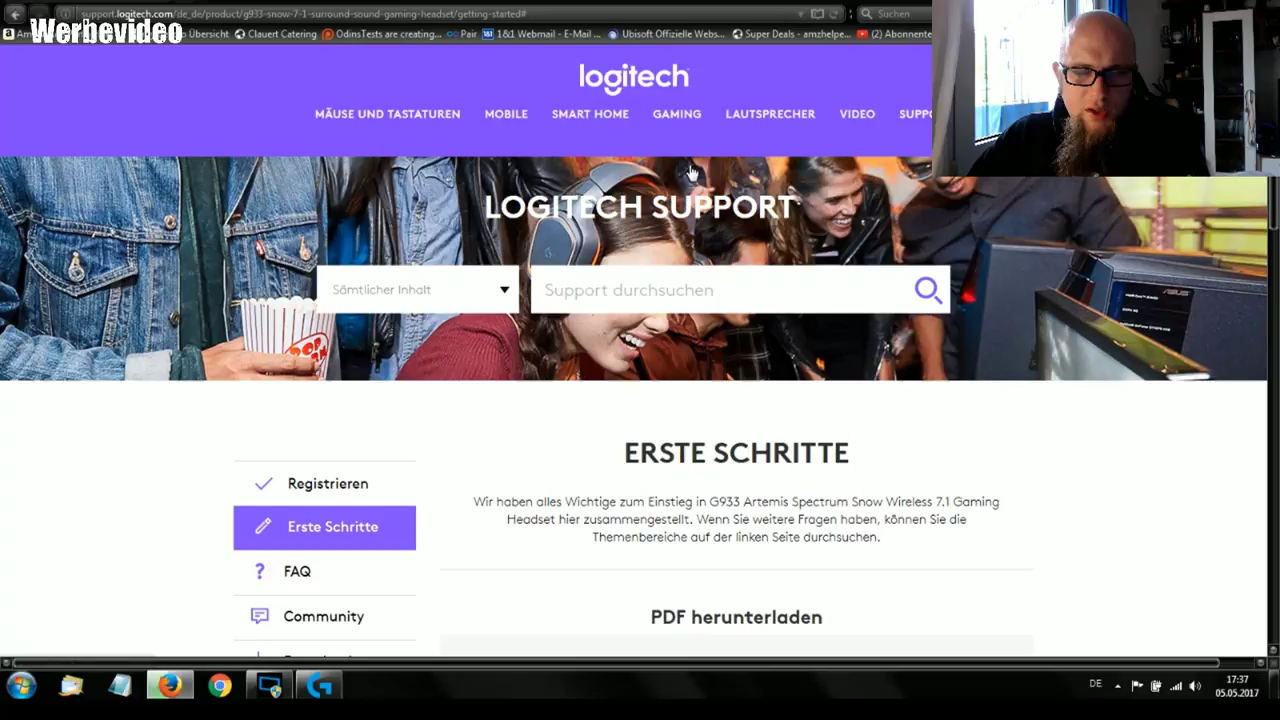 support.logitech.com/de_de/product/g933-snow-7-1-surround-sound-gaming-headset/getting-started#
Suchen
Werbevideo
Übersicht
Clauert Catering
OdinsTests are creating...
Pair
1&1 Webmail - E-Mail ...
Ubisoft Offizielle Webs...
Super Deals - amzhelpe...
(2) Abonnente
logitech
MÄUSE UND TASTATUREN
MOBILE
SMART HOME
GAMING
LAUTSPRECHER
VIDEO
LOGITECH SUPPORT
Sämtlicher Inhalt
Support durchsuchen
ERSTE SCHRITTE
Wir haben alles Wichtige zum Einstieg in G933 Artemis Spectrum Snow Wireless 7.1 Gaming
Headset hier zusammengestellt. Wenn Sie weitere Fragen haben, können Sie die
Themenbereiche auf der linken Seite durchsuchen.
Registrieren
Erste Schritte
FAQ
Community
PDF herunterladen
DE
17:37
05.05.2017